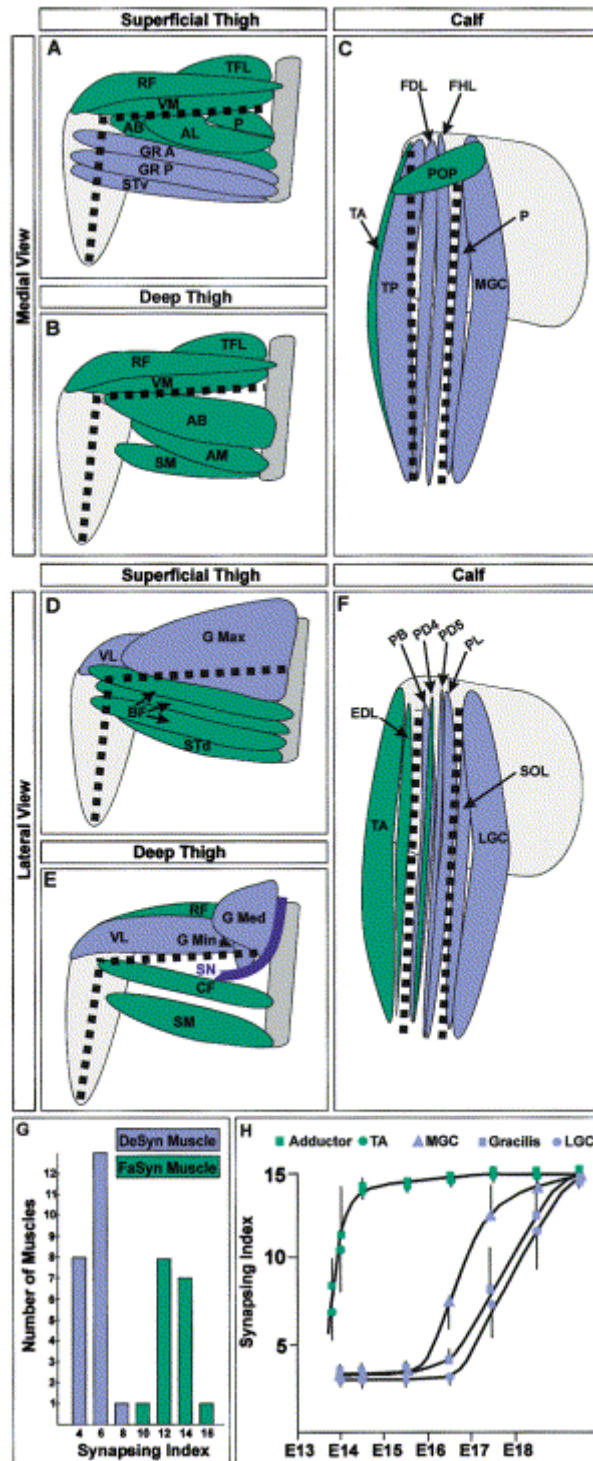 Superficial Thigh
Calf
Medial View
A
TFL
RF
VM
AB
AL
P
GR A
GR P
STv
C
FDL
FHL
POP
TA
P
TP
MGC
Deep Thigh
B
TFL
RF
VM
AB
AM
SM
Superficial Thigh
Calf
Lateral View
D
G Max
VL
BF
STd
F
PB
PD4
PD5
PL
EDL
SOL
TA
LGC
Deep Thigh
E
RF
G Med
VL
G Min
SN
CF
SM
G
DeSyn Muscle
FaSyn Muscle
Number of Muscles
12
11
10
9
8
7
6
5
4
3
2
1
4 6 8 10 12 14 16
Synapsing Index
H
Adductor TA MGC Gracilis LGC
Synapsing Index
15
10
5
E13 E14 E15 E16 E17 E18